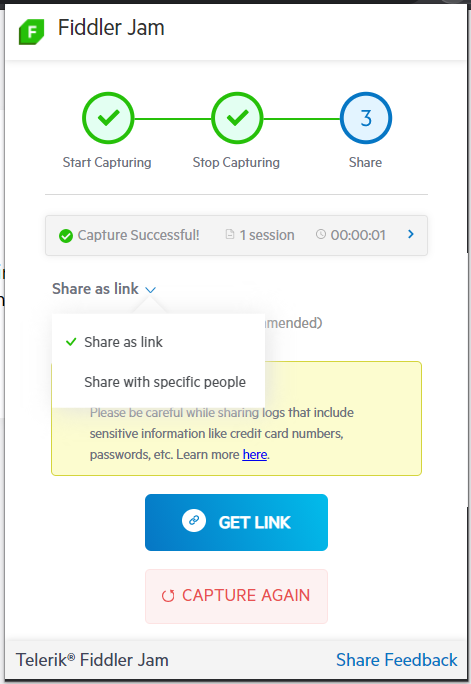 F Fiddler Jam
3
Start Capturing Stop Capturing Share
Capture Successful! 1 session 00:00:01
Share as link
mended)
Share as link
Share with specific people
Please be careful while sharing logs that include
sensitive information like credit card numbers,
passwords, etc. Learn more here.
GET LINK
CAPTURE AGAIN
Telerik® Fiddler Jam Share Feedback